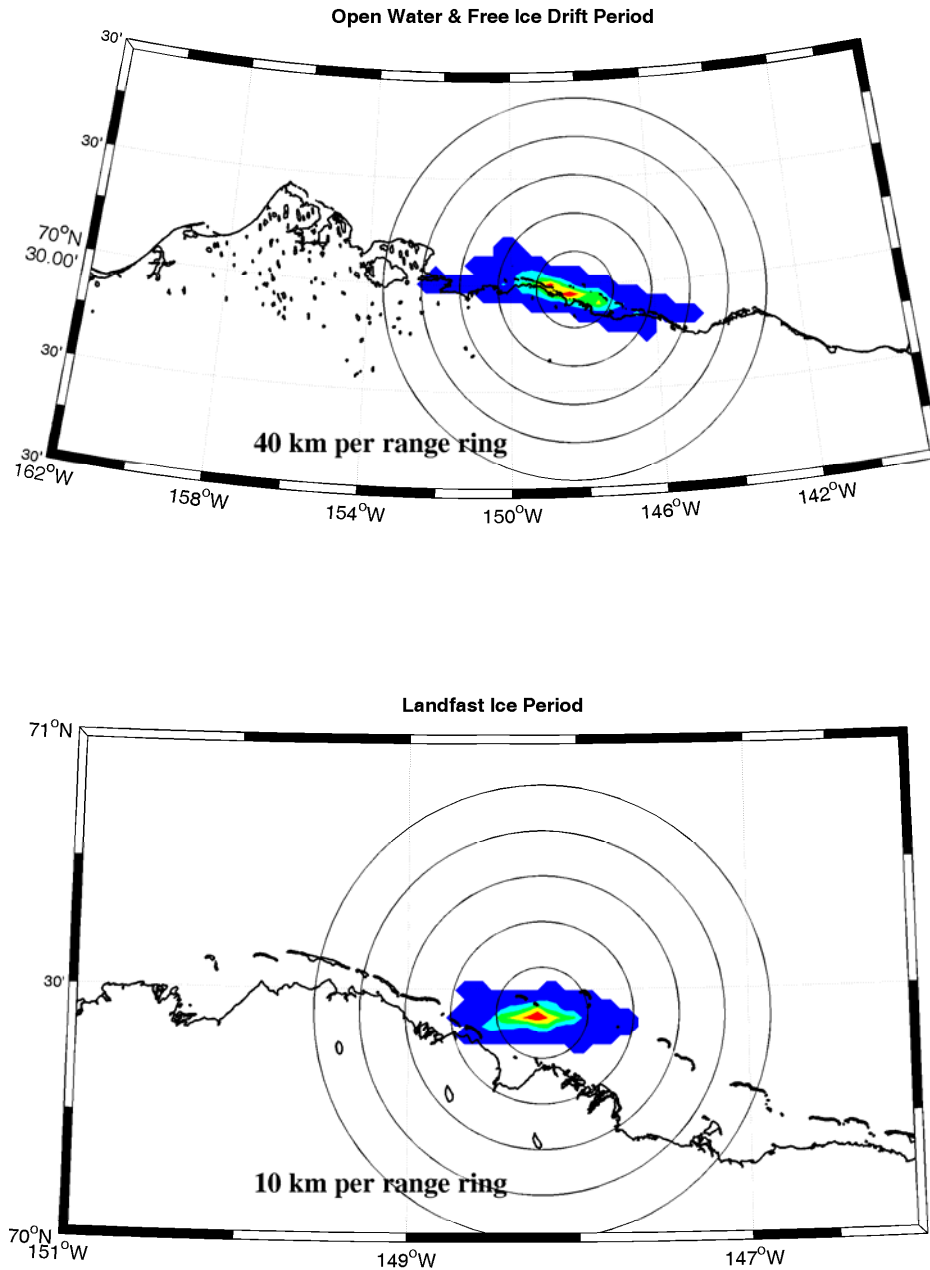 Open Water & Free Ice Drift Period
30'
30'
70°N
30.00'
30'
40 km per range ring
30'
162°W
158°W
154°W
150°W
146°W
142°W
Landfast Ice Period
71°N
30'
10 km per range ring
70°N
151°W
149°W
147°W